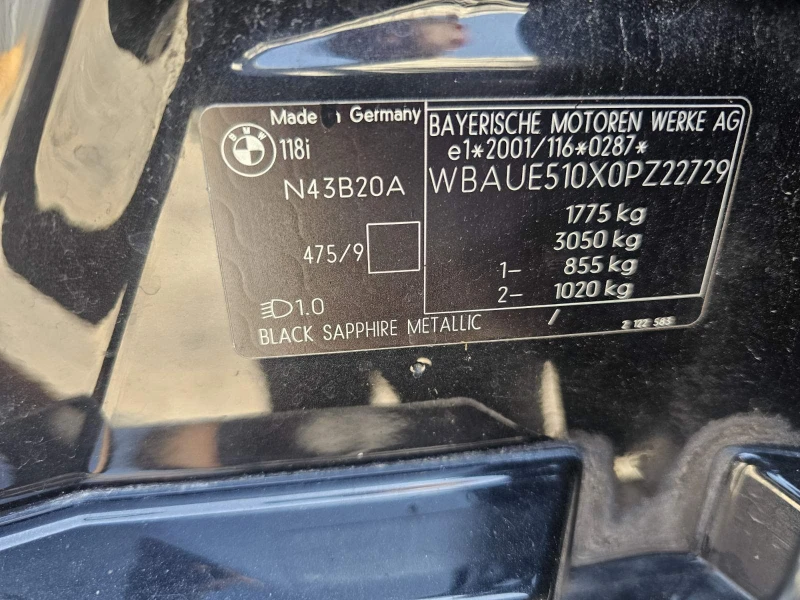 Made in Germany
BMW
118i
N43B20A
475/9
1.0
BLACK SAPPHIRE METALLIC
BAYERISCHE MOTOREN WERKE AG
e1*2001/116*0287*
WBAUE510X0PZ22729
1775 kg
3050 kg
1- 855 kg
2- 1020 kg
/
2 122 583